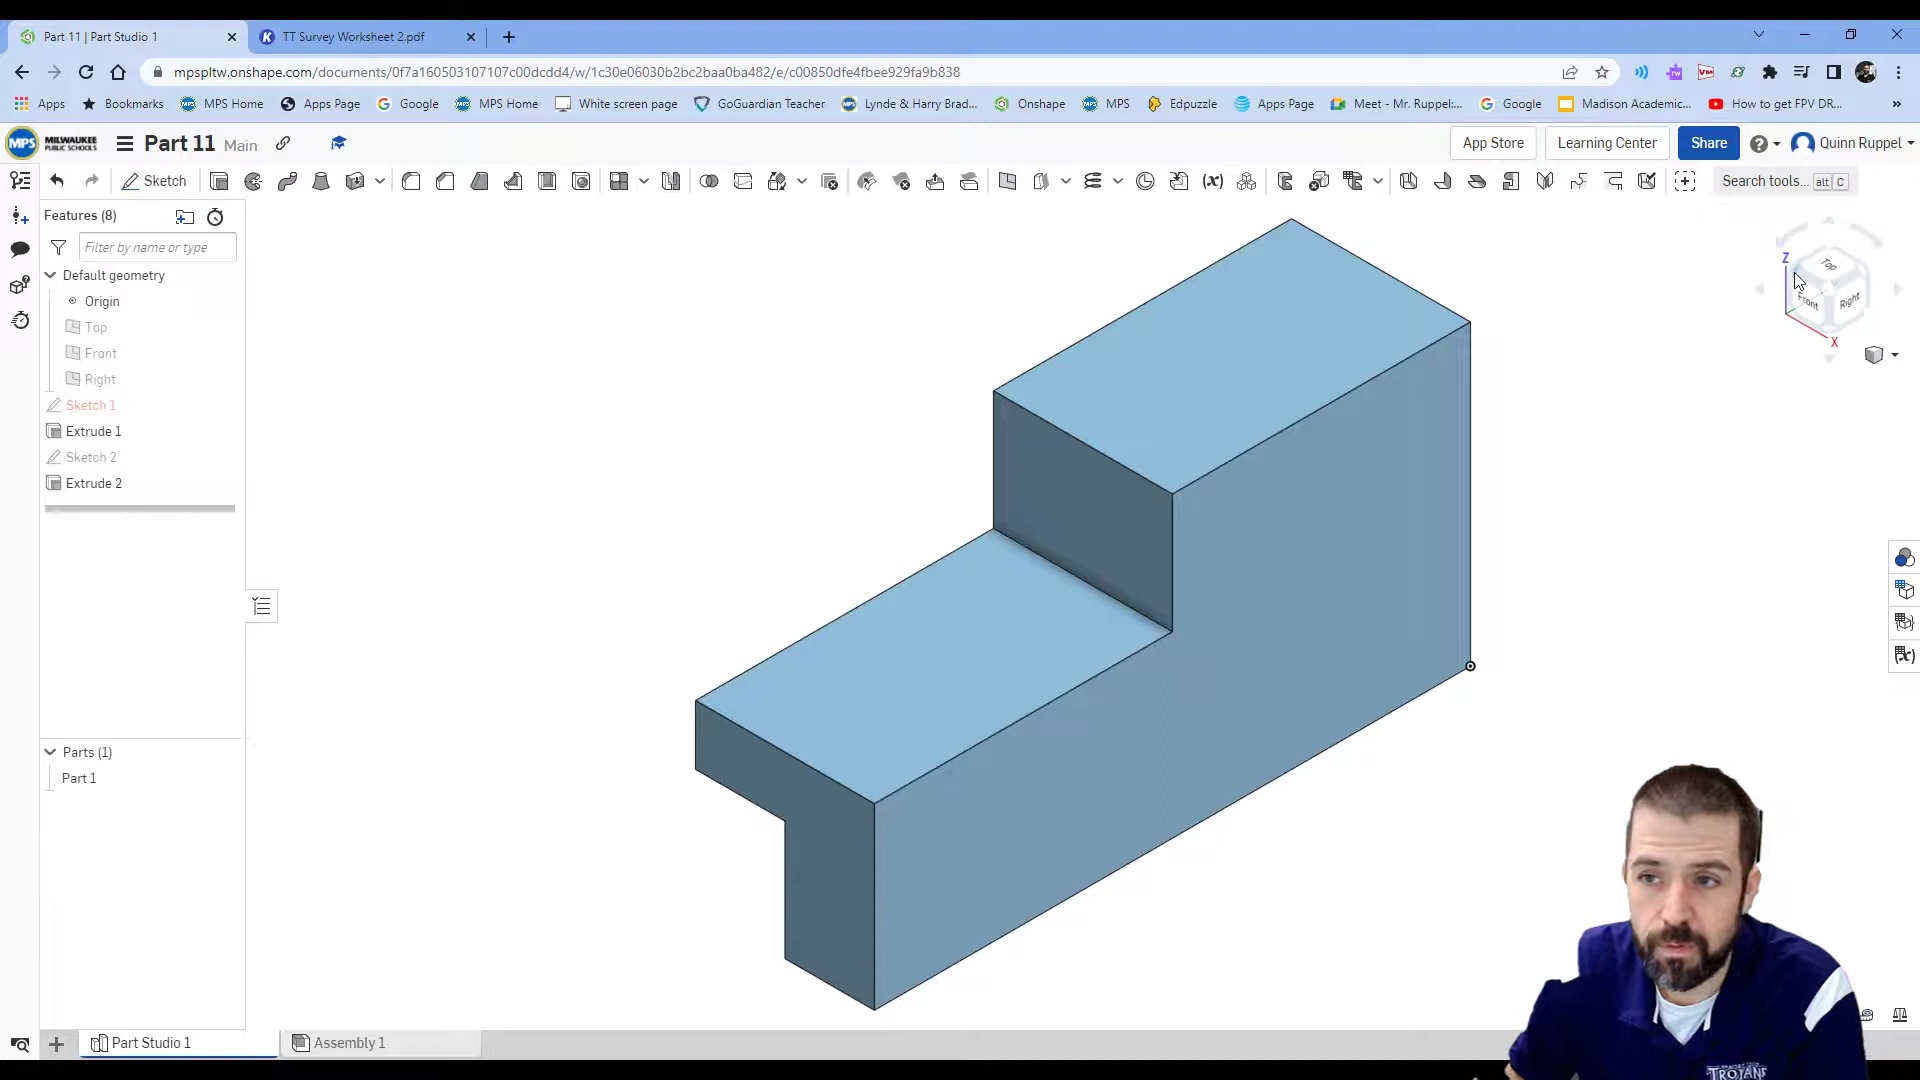 Part 11 | Part Studio 1
TT Survey Worksheet 2.pdf
mpspltw.onshape.com/documents/0f7a160503107107c00dcdd4/w/1c30e06030b2bc2baa0ba482/e/c00850dfe4fbee929fa9b838
Apps Bookmarks MPS Home Apps Page Google MPS Home White screen page GoGuardian Teacher Lynde & Harry Brad... Onshape MPS Edpuzzle Apps Page Meet - Mr. Ruppel:... Google Madison Academic... How to get FPV DR...
MPS MILWAUKEE PUBLIC SCHOOLS Part 11 Main App Store Learning Center Share Quinn Ruppel
Sketch Search tools... alt C
Features (8)
Filter by name or type
Default geometry
Origin
Top
Front
Right
Sketch 1
Extrude 1
Sketch 2
Extrude 2
Z Top
Front Right
X
Parts (1)
Part 1
TROJANS
Part Studio 1 Assembly 1